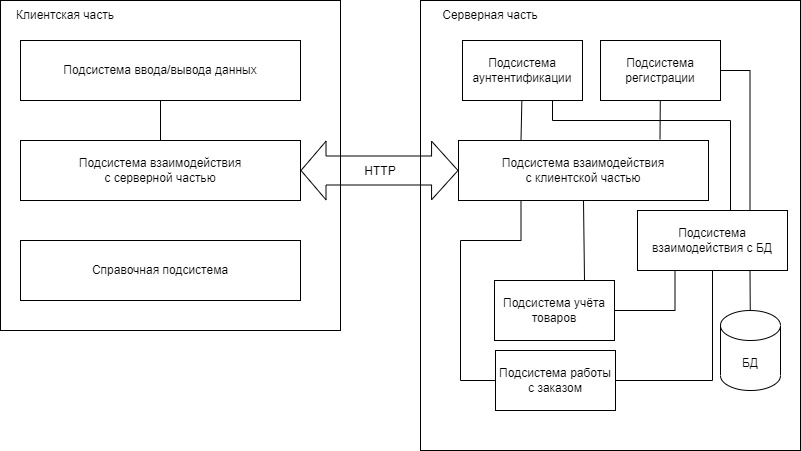 Клиентская часть
Подсистема ввода/вывода данных
Подсистема взаимодействия
с серверной частью
Справочная подсистема
HTTP
Серверная часть
Подсистема
аунтентификации
Подсистема
регистрации
Подсистема взаимодействия
с клиентской частью
Подсистема
взаимодействия с БД
Подсистема учёта
товаров
Подсистема работы
с заказом
БД